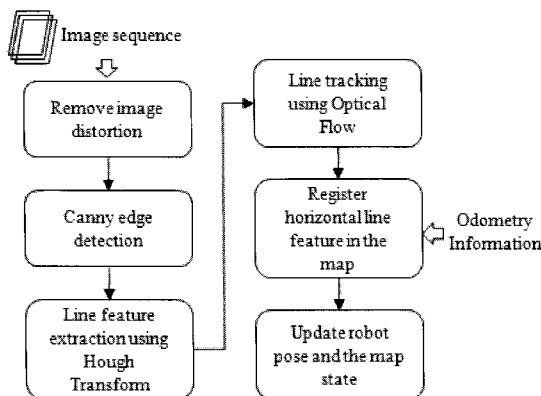 Image sequence
Remove image
distortion
Canny edge
detection
Line feature
extraction using
Hough
Transform
Line tracking
using Optical
Flow
Register
horizontal line
feature in the
map
Odometry
Information
Update robot
pose and the map
state